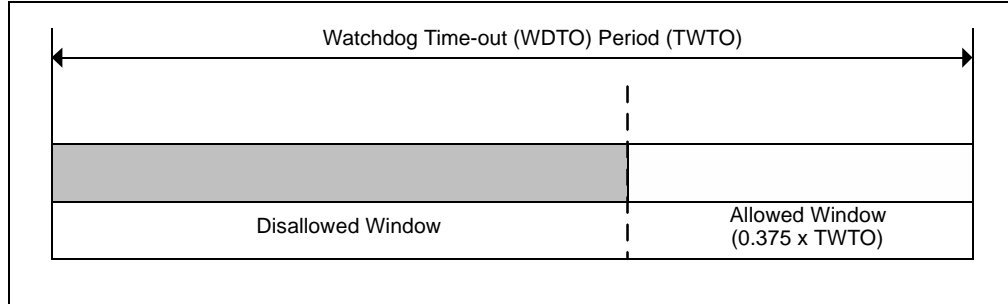 Watchdog Time-out (WDTO) Period (TWTO)
Disallowed Window
Allowed Window
(0.375 x TWTO)